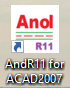 Anol
R11
AndR11 for
ACAD2007